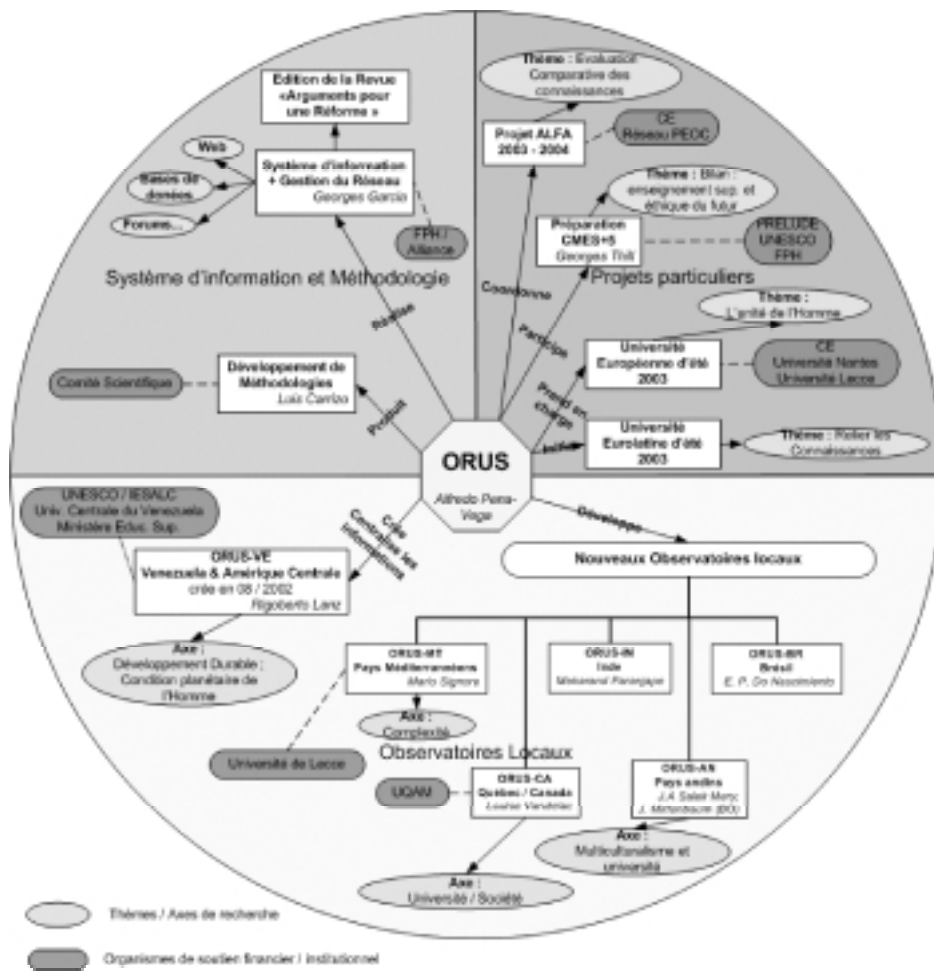 Edition de la Revue
«Arguments pour
une Réforme »
Web
Bases de
donées
Forums...
Système d'information
+ Gestion du Réseau
Georges Garcia
FPH /
Alliance
Système d'information et Méthodologie
Réalise
Comité Scientifique
Développement de
Méthodologies
Luis Carrizo
Produit
Thème : Evaluation
Comparative des
connaissances
Projet ALFA
2003 - 2004
CE
Réseau PEOC
Thème : Bilan :
enseignement sup. et
éthique du futur
Préparation
CMES+5
Georges Thill
PRELUDE
UNESCO
FPH
Projets particuliers
Coordonne
Participe
Thème :
L'unité de l'Homme
Université
Européenne d'été
2003
CE
Université Nantes
Université Lecce
Prend en
charge
Initie
Université
Eurolatine d'été
2003
Thème : Relier les
Connaissances
ORUS
Alfredo Pena-
Vega
UNESCO / IESALC
Univ. Centrale du Venezuela
Ministère Educ. Sup.
Crée
Centralise les
informations
ORUS-VE
Venezuela & Amérique Centrale
crée en 08 / 2002
Rigoberto Lanz
Axe :
Développement Durable ;
Condition planétaire de
l'Homme
Développe
Nouveaux Observatoires locaux
ORUS-MT
Pays Méditerranéens
Mario Signore
ORUS-IN
Inde
Makarand Paranjape
ORUS-BR
Brésil
E. P. Do Nascimiento
Axe :
Complexité
Observatoires Locaux
Université de Lecce
UQAM
ORUS-CA
Québec / Canada
Louise Vandelac
ORUS-AN
Pays andins
J. (BO)
Axe :
Multiculturalisme et
université
Axe :
Université / Société
Thèmes / Axes de recherche
Organismes de soutien financier / institutionnel